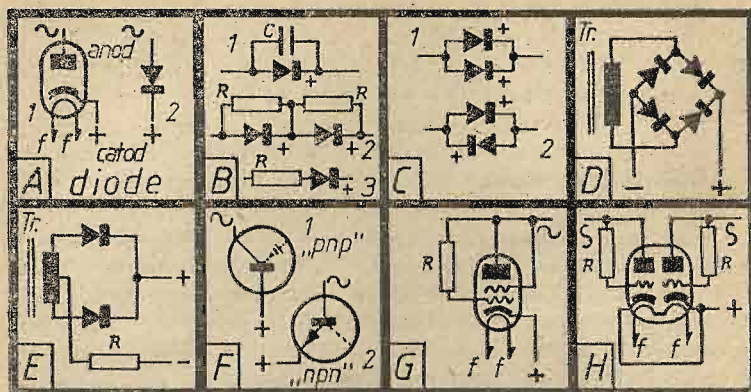 ~ anod
1 2
f f + +
catod
A diode
1 C +
R R
+ + 2
R + 3
B
1 +
+ 2
C
Tr.
- +
D
Tr.
+
R -
E
~ 1 „pnp"
+ ~
+ 2
F „npn"
R ~
f f +
G
S S
R R
+
f f
H